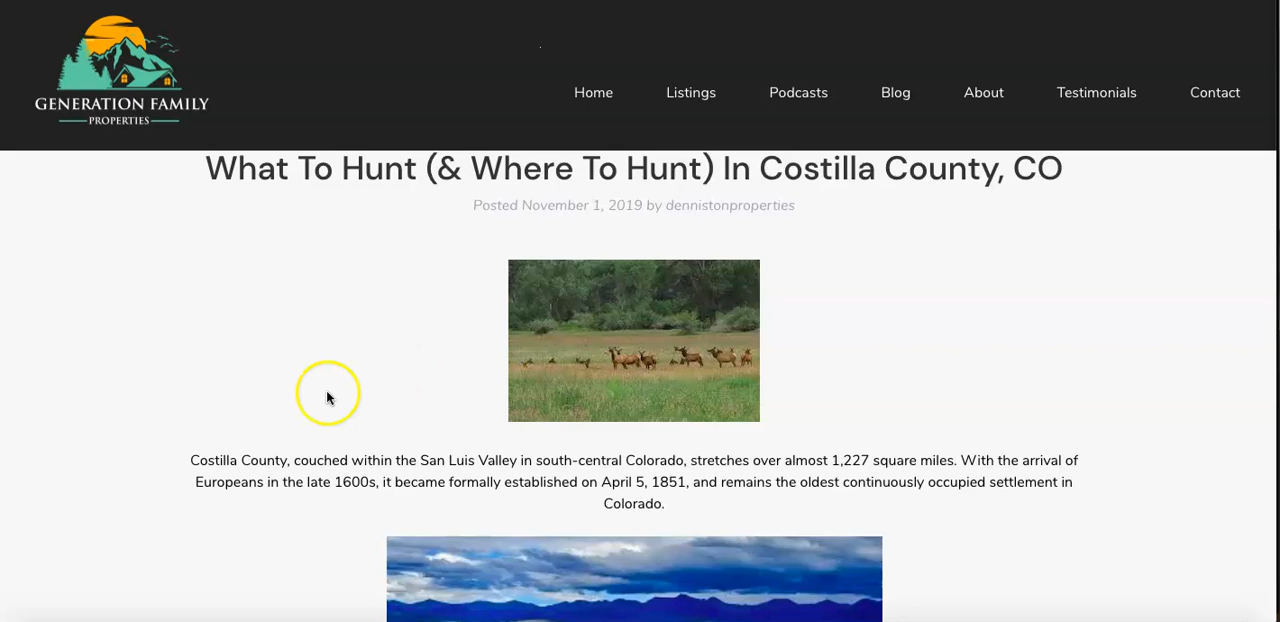 GENERATION FAMILY
PROPERTIES
Home Listings Podcasts Blog About Testimonials Contact
What To Hunt (& Where To Hunt) In Costilla County, CO
Posted November 1, 2019 by dennistonproperties
Costilla County, couched within the San Luis Valley in south-central Colorado, stretches over almost 1,227 square miles. With the arrival of
Europeans in the late 1600s, it became formally established on April 5, 1851, and remains the oldest continuously occupied settlement in
Colorado.